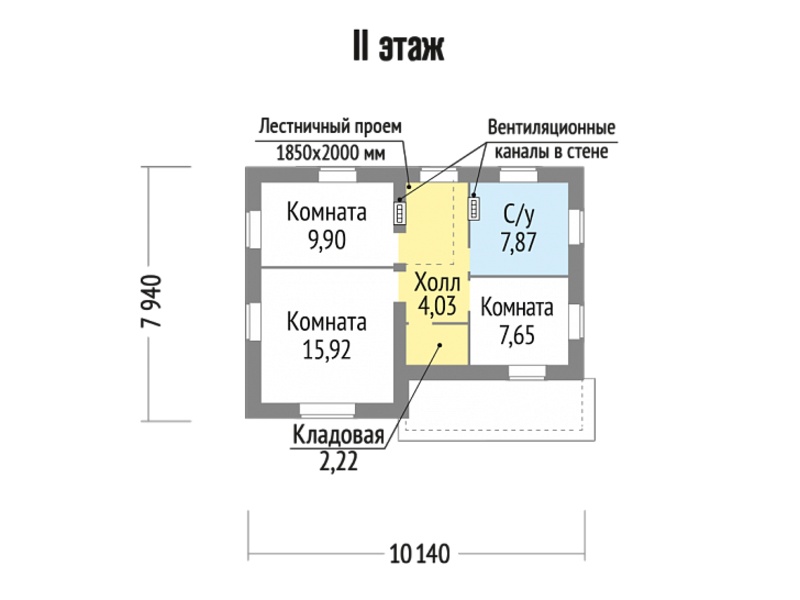 II этаж
Лестничный проем
1850x2000 мм
Вентиляционные
каналы в стене
Комната
9,90
С/у
7,87
Холл
4,03
Комната
7,65
Комната
15,92
Кладовая
2,22
7 940
10 140